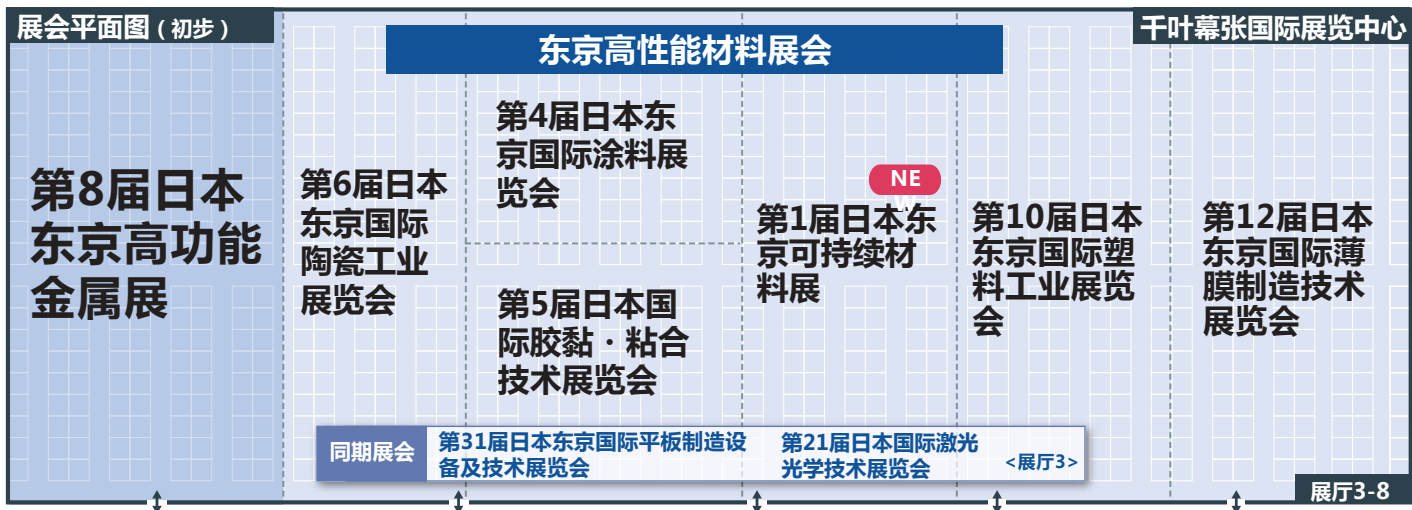 展会平面图(初步)
千叶幕张国际展览中心
东京高性能材料展会
第8届日本
东京高功能
金属展
第6届日本
东京国际
陶瓷工业
展览会
第4届日本东
京国际涂料展
览会
第5届日本国
际胶黏·粘合
技术展览会
NE
W
第1届日本东
京可持续材
料展
第10届日本
东京国际塑
料工业展览
会
第12届日本
东京国际薄
膜制造技术
展览会
同期展会
第31届日本东京国际平板制造设
备及技术展览会
第21届日本国际激光
光学技术展览会
<展厅3>
展厅3-8